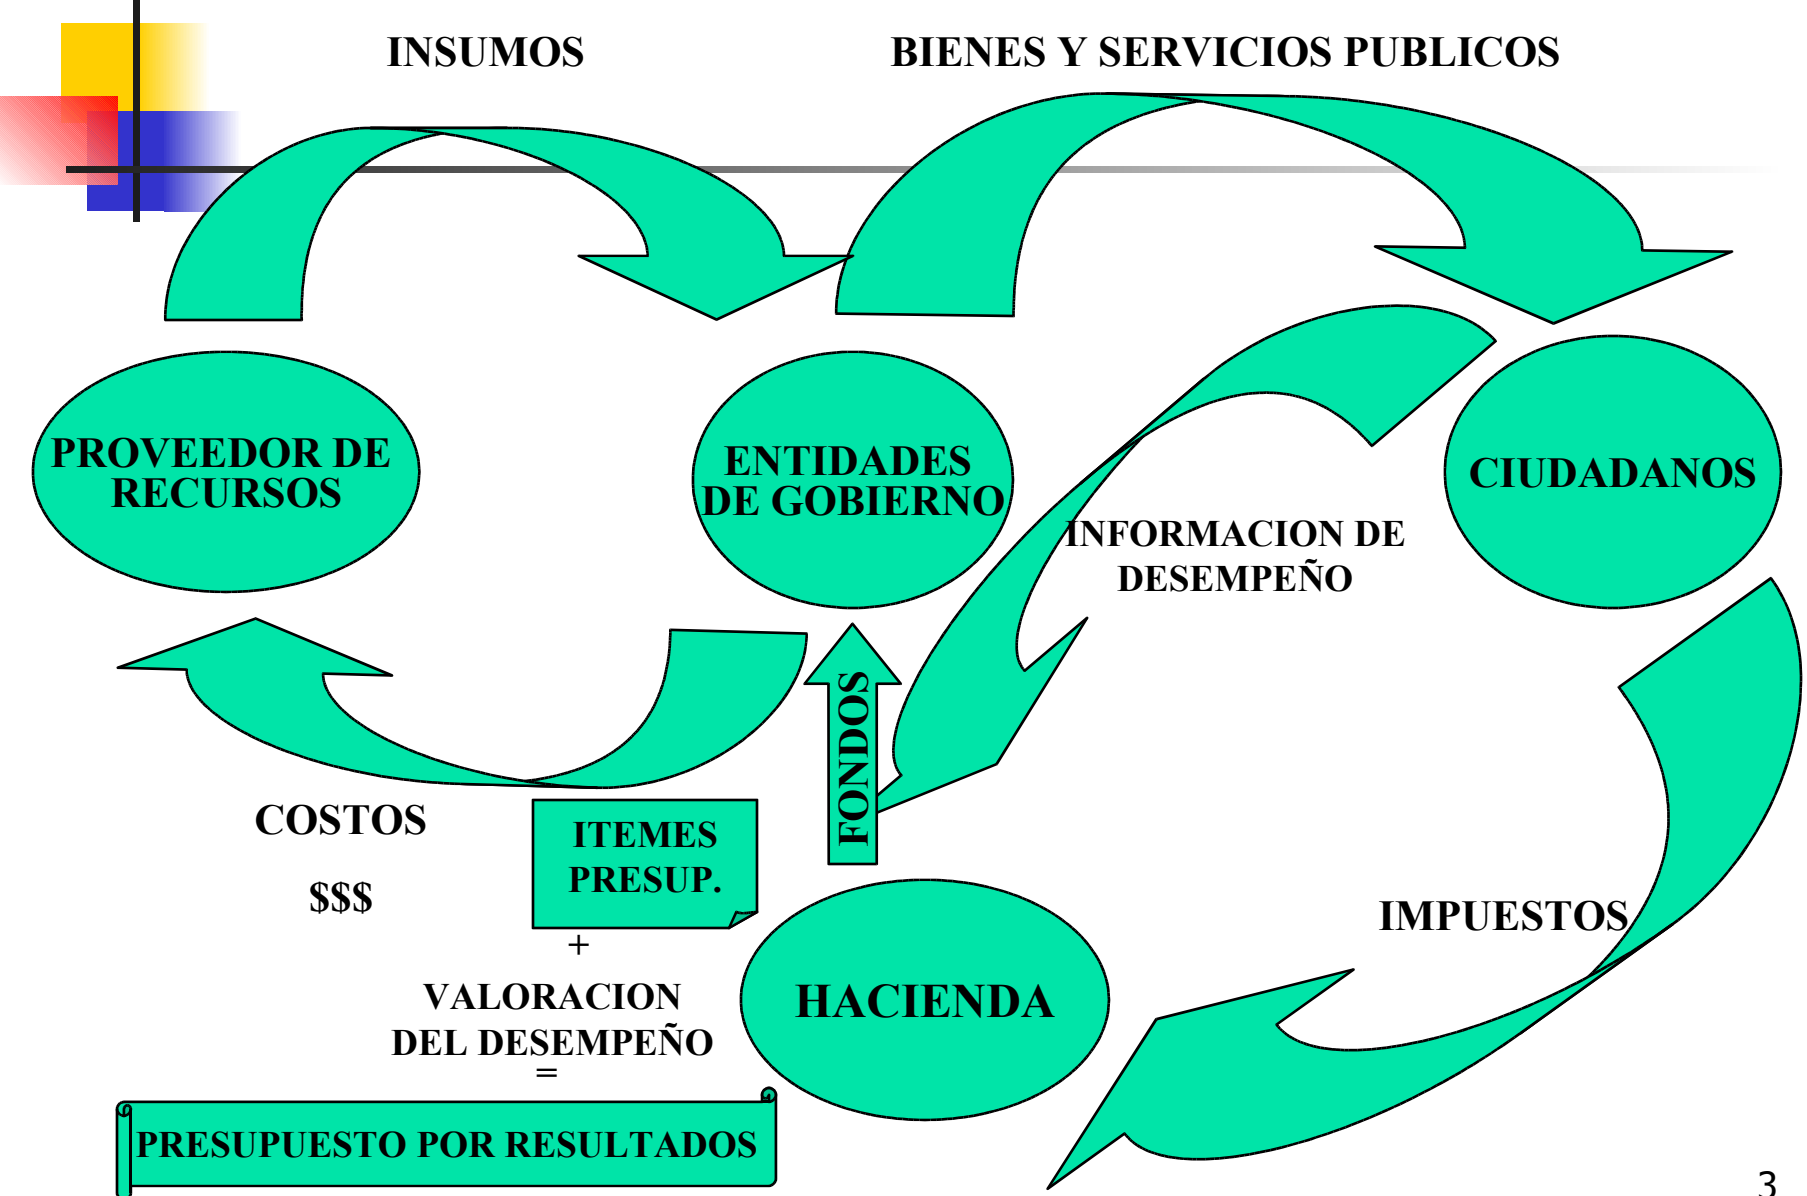 INSUMOS
BIENES Y SERVICIOS PUBLICOS
PROVEEDOR DE
RECURSOS
ENTIDADES
DE GOBIERNO
CIUDADANOS
INFORMACION DE
DESEMPEÑO
FONDOS
COSTOS
$$$
ITEMES
PRESUP.
+
VALORACION
DEL DESEMPEÑO
=
PRESUPUESTO POR RESULTADOS
HACIENDA
IMPUESTOS
3